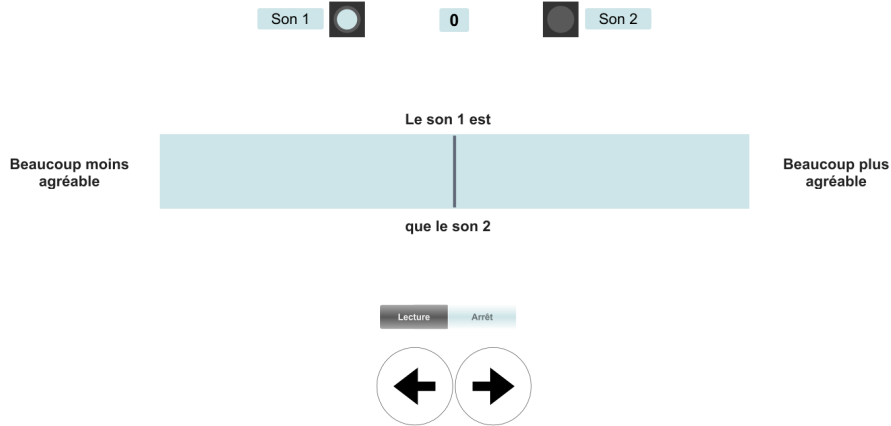 Son 1 0 Son 2
Le son 1 est
Beaucoup moins
agréable
Beaucoup plus
agréable
que le son 2
Lecture Arrêt